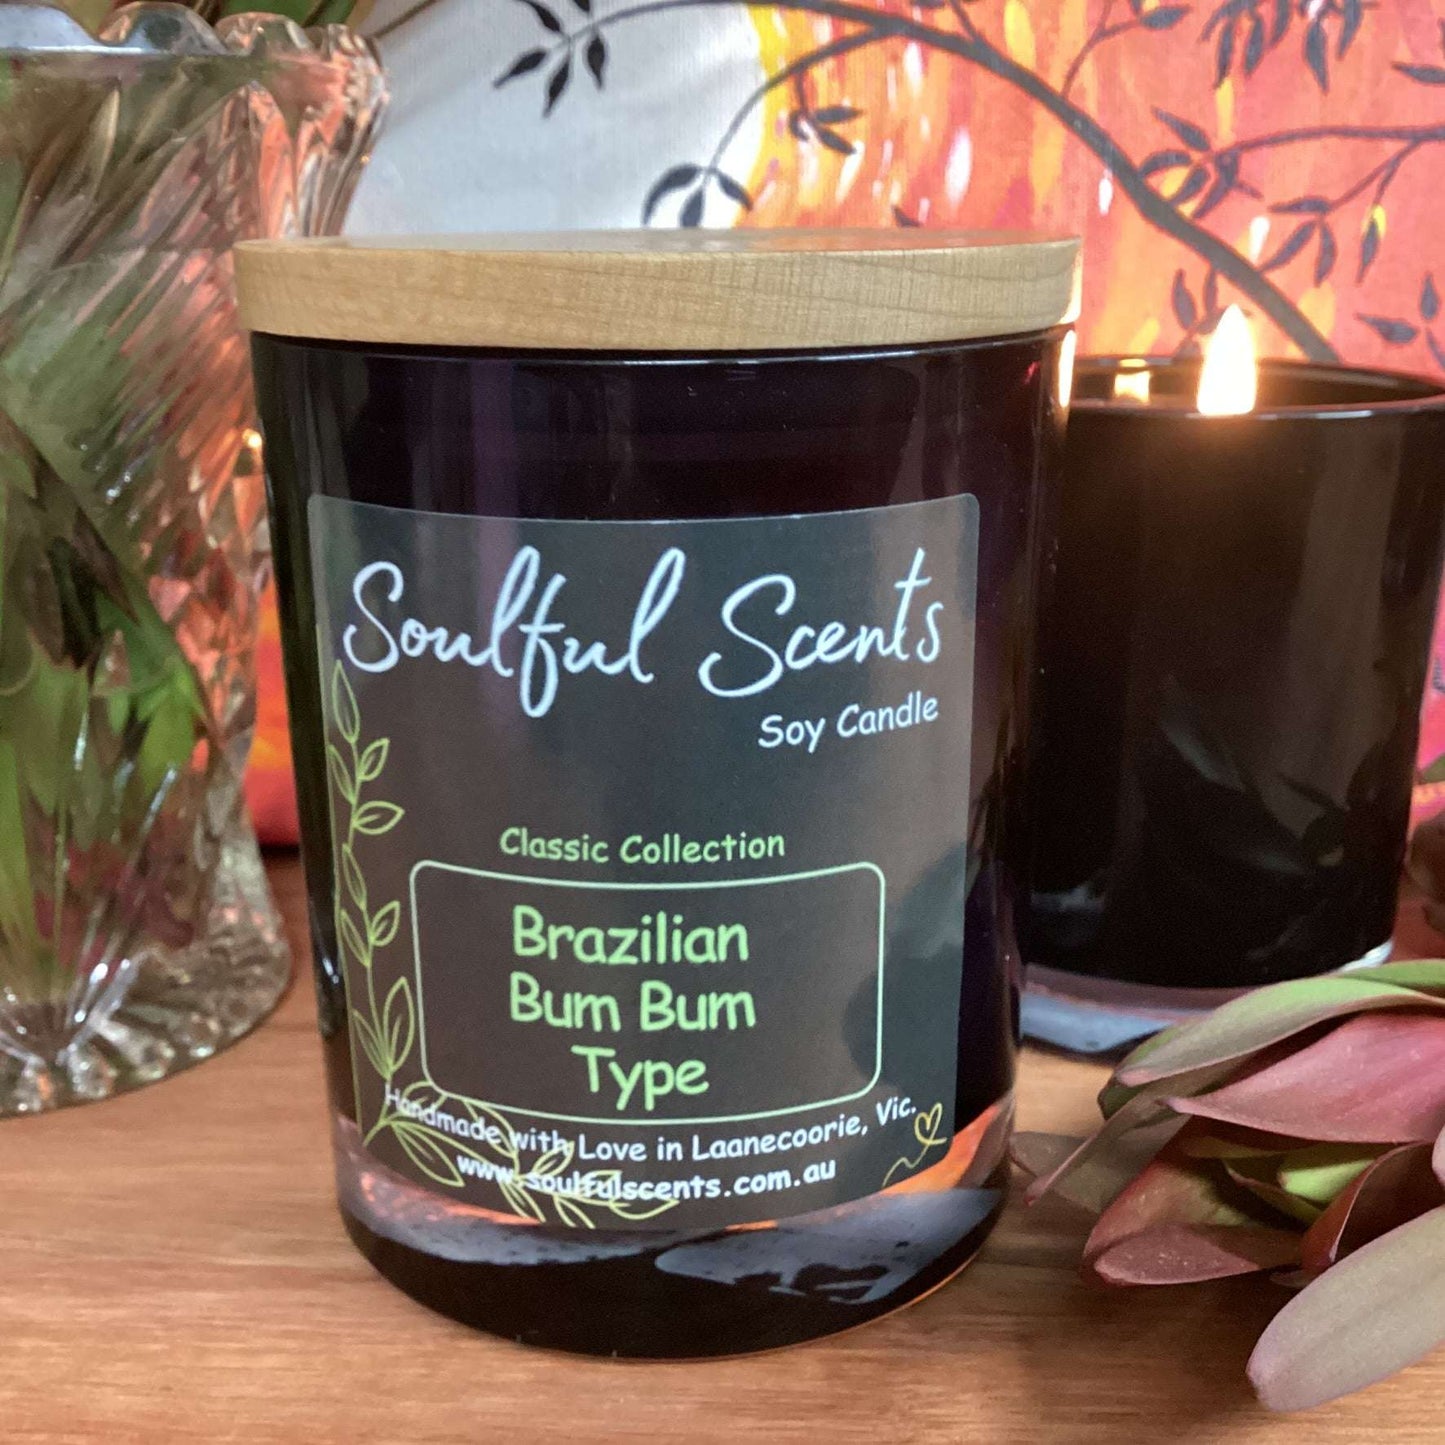 Soulful Scents
Soy Candle
Classic Collection
Brazilian
Bum Bum
Type
Handmade with Love in Laanecoorie, Vic.
www.soulfulscents.com.au